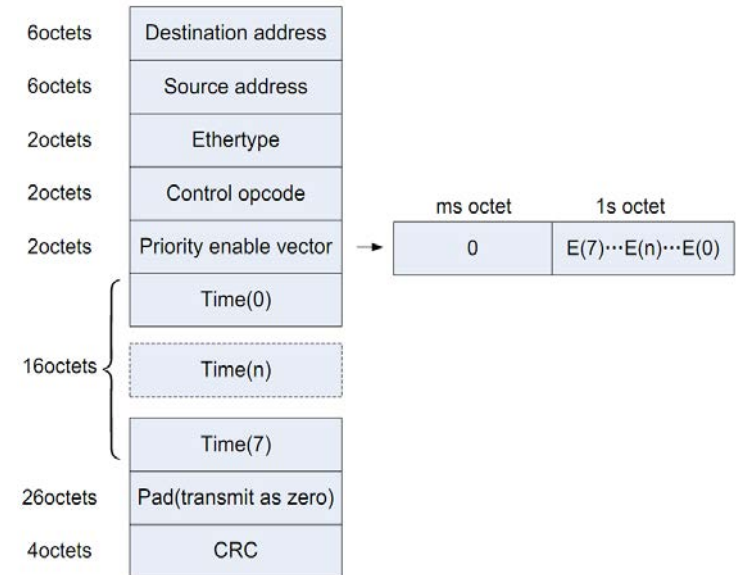 6octets Destination address
6octets Source address
2octets Ethertype
2octets Control opcode
ms octet 1s octet
2octets Priority enable vector 0 E(7)···E(n)···E(0)
Time(0)
16octets Time(n)
Time(7)
26octets Pad(transmit as zero)
4octets CRC